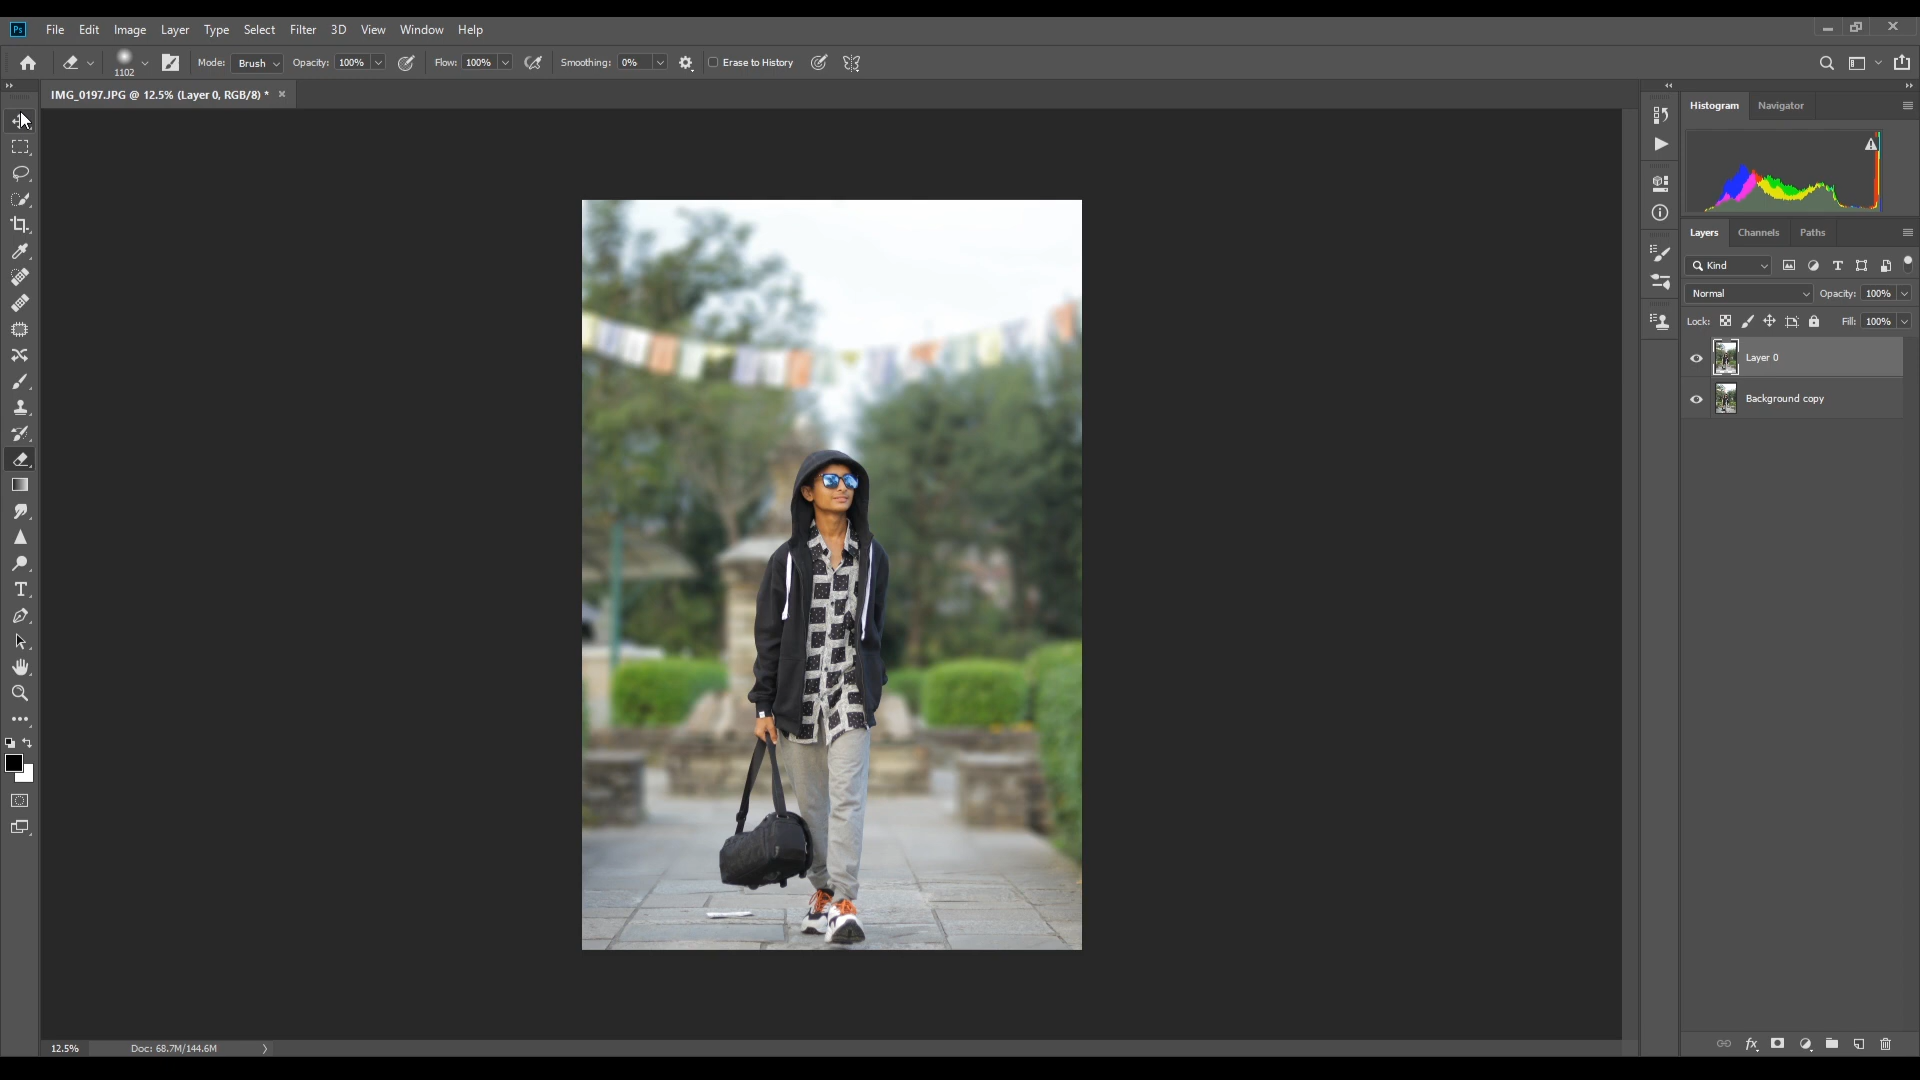 Ps File Edit Image Layer Type Select Filter 3D View Window Help
1102 Mode: Brush Opacity: 100% Flow: 100% Smoothing: 0% Erase to History
IMG_0197.JPG @ 12.5% (Layer 0, RGB/8) *
Histogram Navigator
Layers Channels Paths
Kind
Normal Opacity: 100%
Lock: Fill: 100%
Layer 0
Background copy
12.5% Doc: 68.7M/144.6M